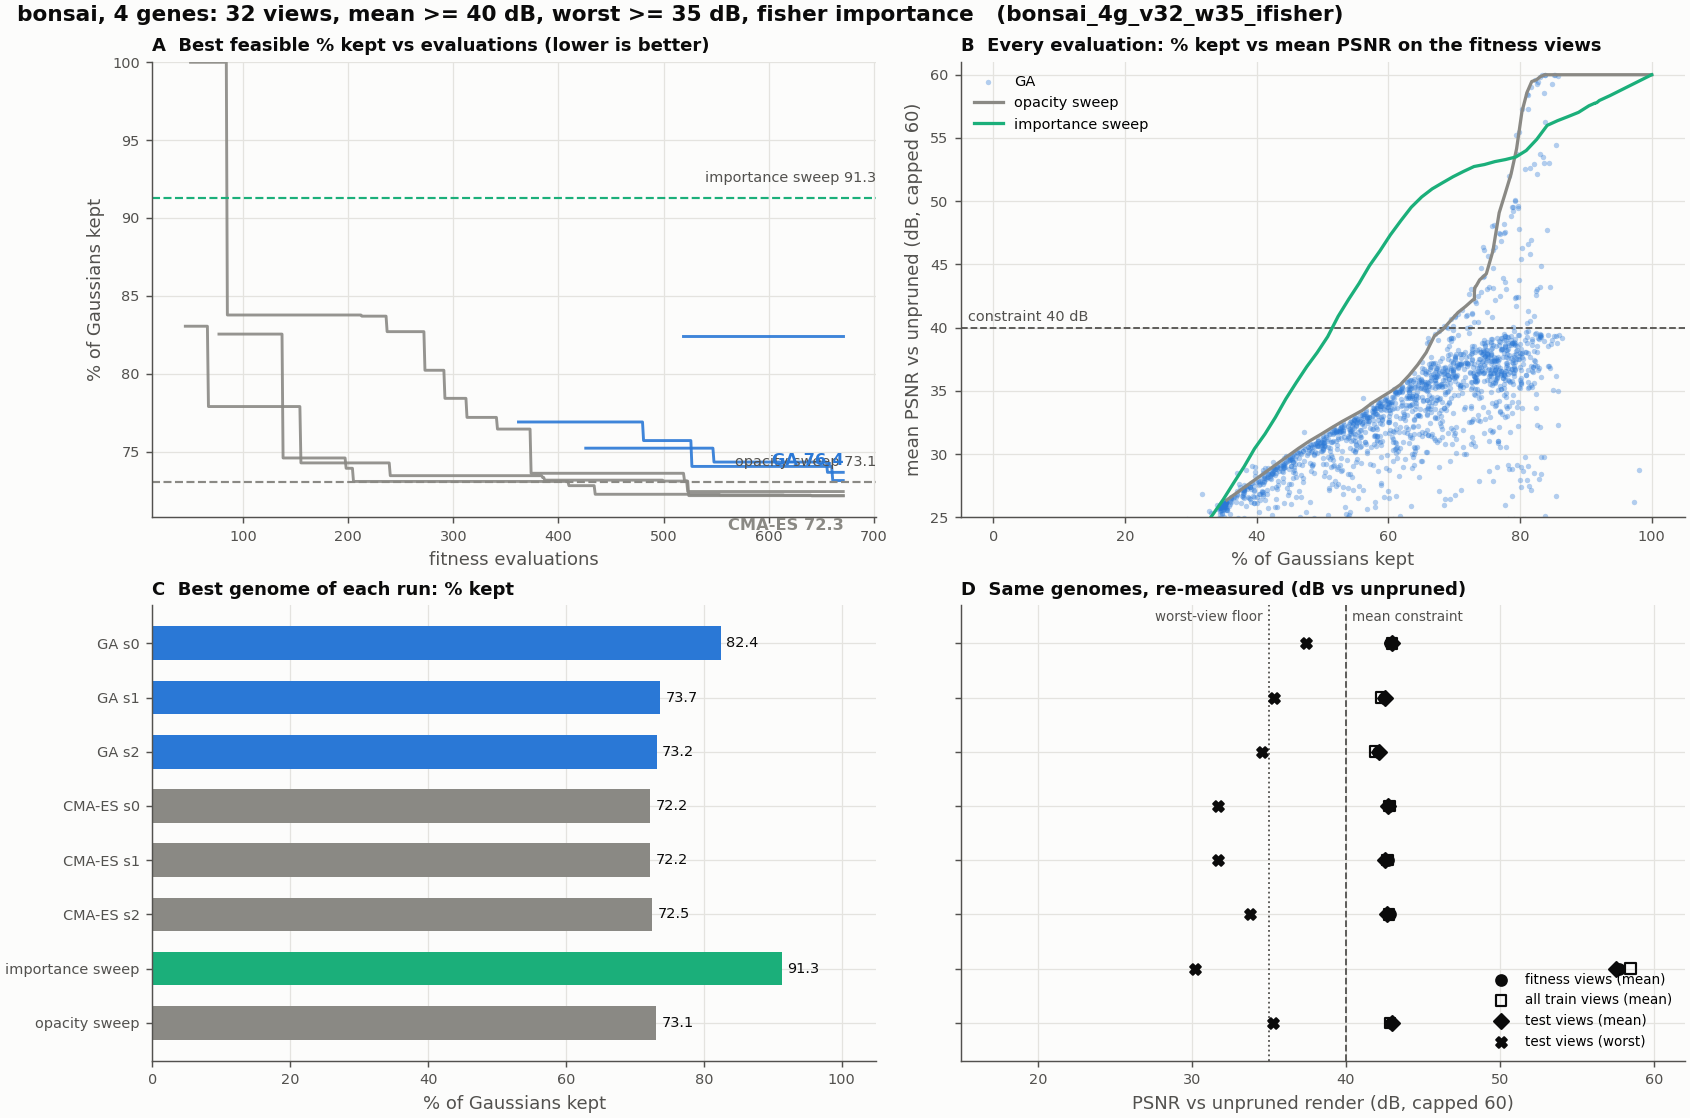 bonsai, 4 genes: 32 views, mean >= 40 dB, worst >= 35 dB, fisher importance (bonsai_4g_v32_w35_ifisher)
A Best feasible % kept vs evaluations (lower is better)
% of Gaussians kept
100
95
90
85
80
75
importance sweep 91.3
opacity sweep 73.1
GA 76.4
CMA-ES 72.3
100
200
300
400
500
600
700
fitness evaluations
B Every evaluation: % kept vs mean PSNR on the fitness views
mean PSNR vs unpruned (dB, capped 60)
60
55
50
45
40
35
30
25
GA
opacity sweep
importance sweep
constraint 40 dB
0
20
40
60
80
100
% of Gaussians kept
C Best genome of each run: % kept
GA s0
82.4
GA s1
73.7
GA s2
73.2
CMA-ES s0
72.2
CMA-ES s1
72.2
CMA-ES s2
72.5
importance sweep
91.3
opacity sweep
73.1
0
20
40
60
80
100
% of Gaussians kept
D Same genomes, re-measured (dB vs unpruned)
worst-view floor
mean constraint
fitness views (mean)
all train views (mean)
test views (mean)
test views (worst)
20
30
40
50
60
PSNR vs unpruned render (dB, capped 60)